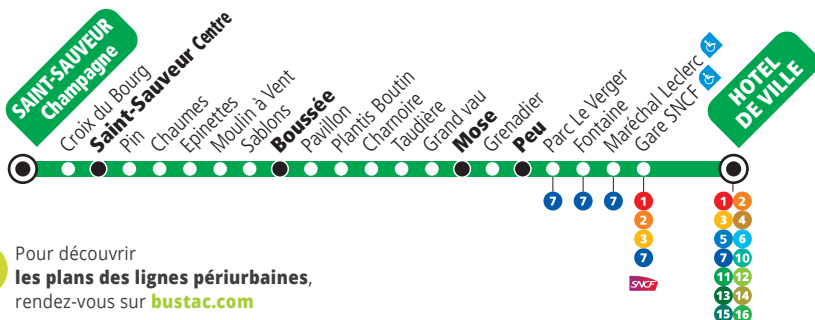 SAINT-SAUVEUR
Champagne
Croix du Bourg
Saint-Sauveur Centre
Pin
Chaumes
Epinettes
Moulin à Vent
Sablons
Boussée
Pavillon
Plantis Boutin
Charnoire
Taudière
Grand vau
Mose
Grenadier
Peu
Parc Le Verger
Fontaine
Maréchal Leclerc
Gare SNCF
HOTEL
DE VILLE
7
7
7
1
2
3
7
SNCF
1 2
3 4
5 6
7 10
11 12
13 14
15 16
Pour découvrir
les plans des lignes périurbaines,
rendez-vous sur bustac.com